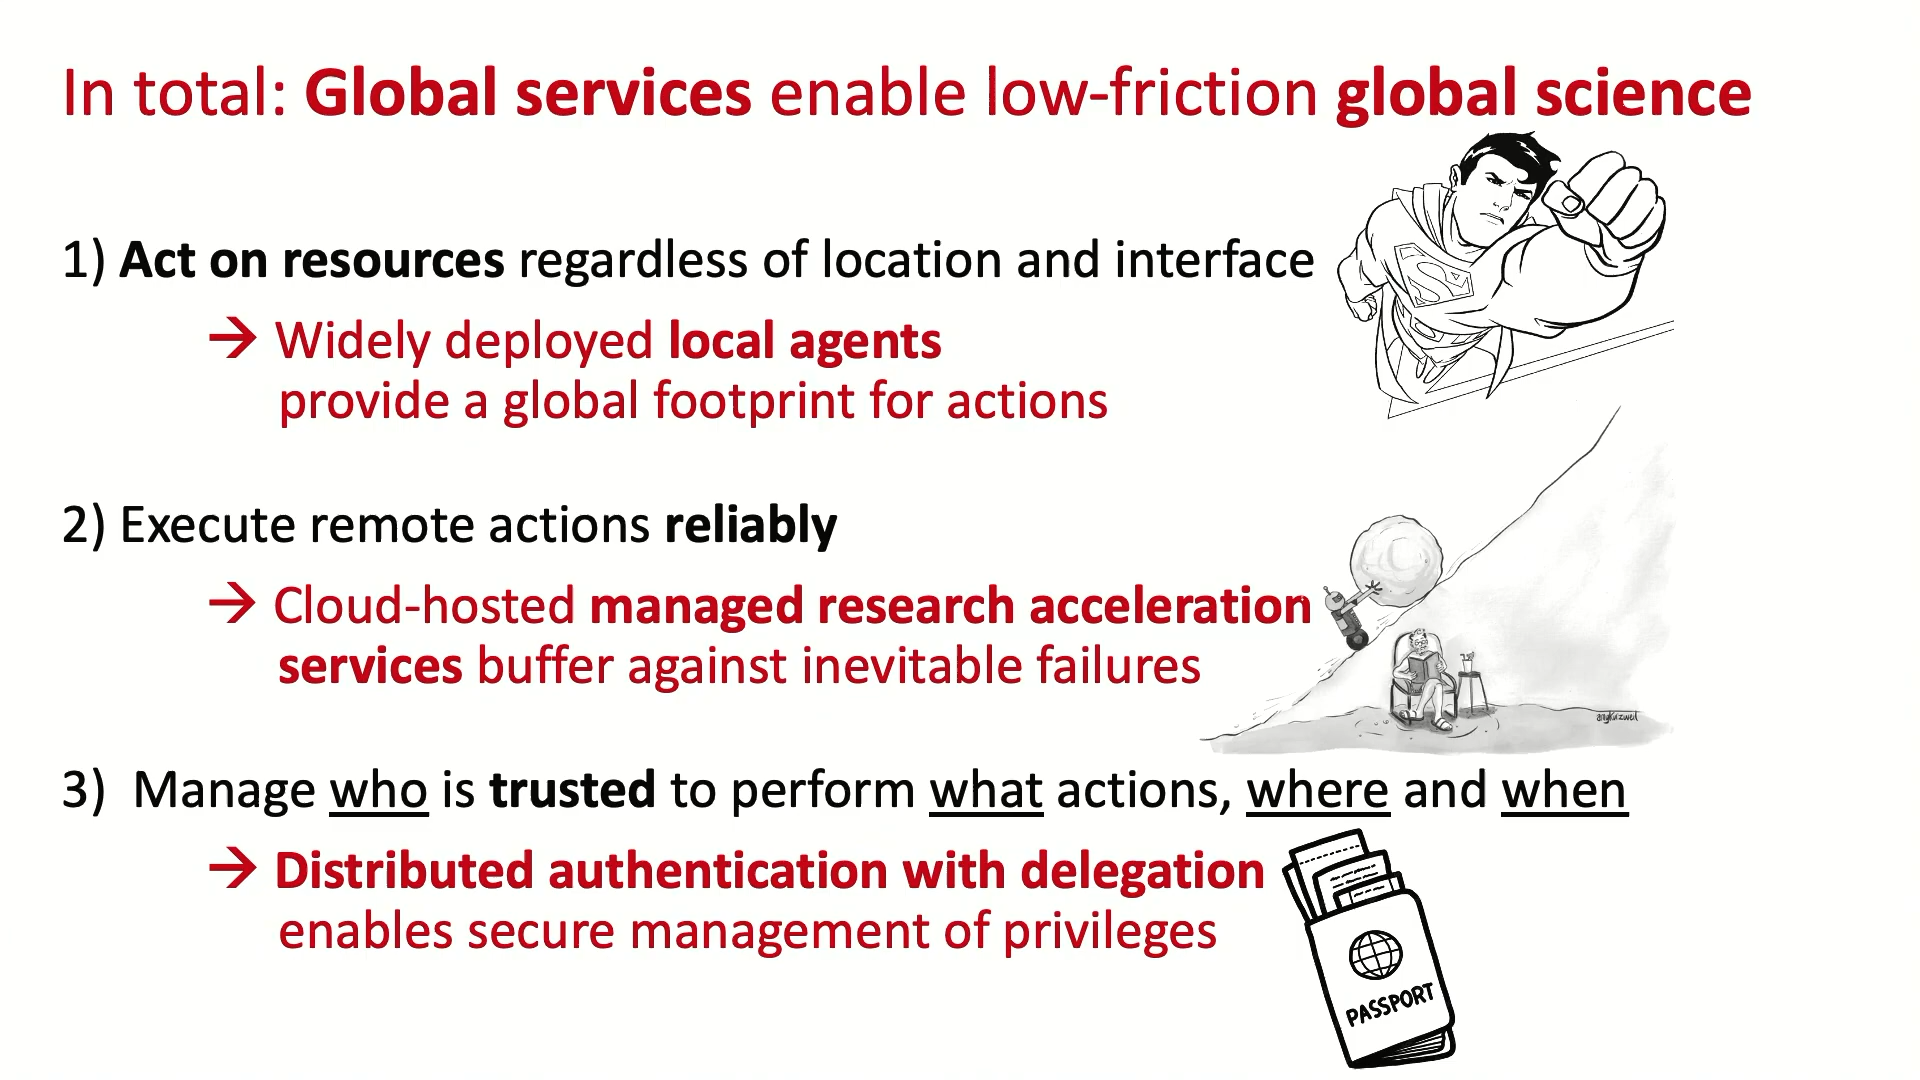 In total: Global services enable low-friction global science
1) Act on resources regardless of location and interface
→ Widely deployed local agents
provide a global footprint for actions
2) Execute remote actions reliably
→ Cloud-hosted managed research acceleration
services buffer against inevitable failures
amykurzweil
3) Manage who is trusted to perform what actions, where and when
→ Distributed authentication with delegation
enables secure management of privileges
PASSPORT